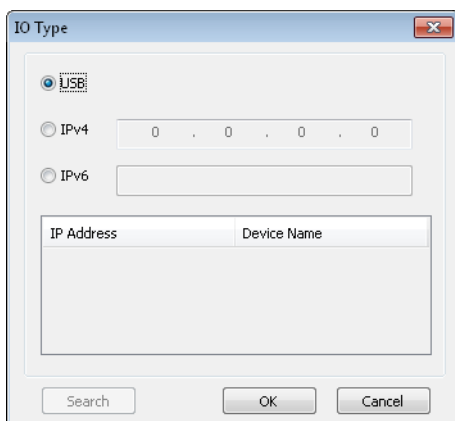 IO Type
USB
IPv4 0 . 0 . 0 . 0
IPv6
IP Address Device Name
Search OK Cancel